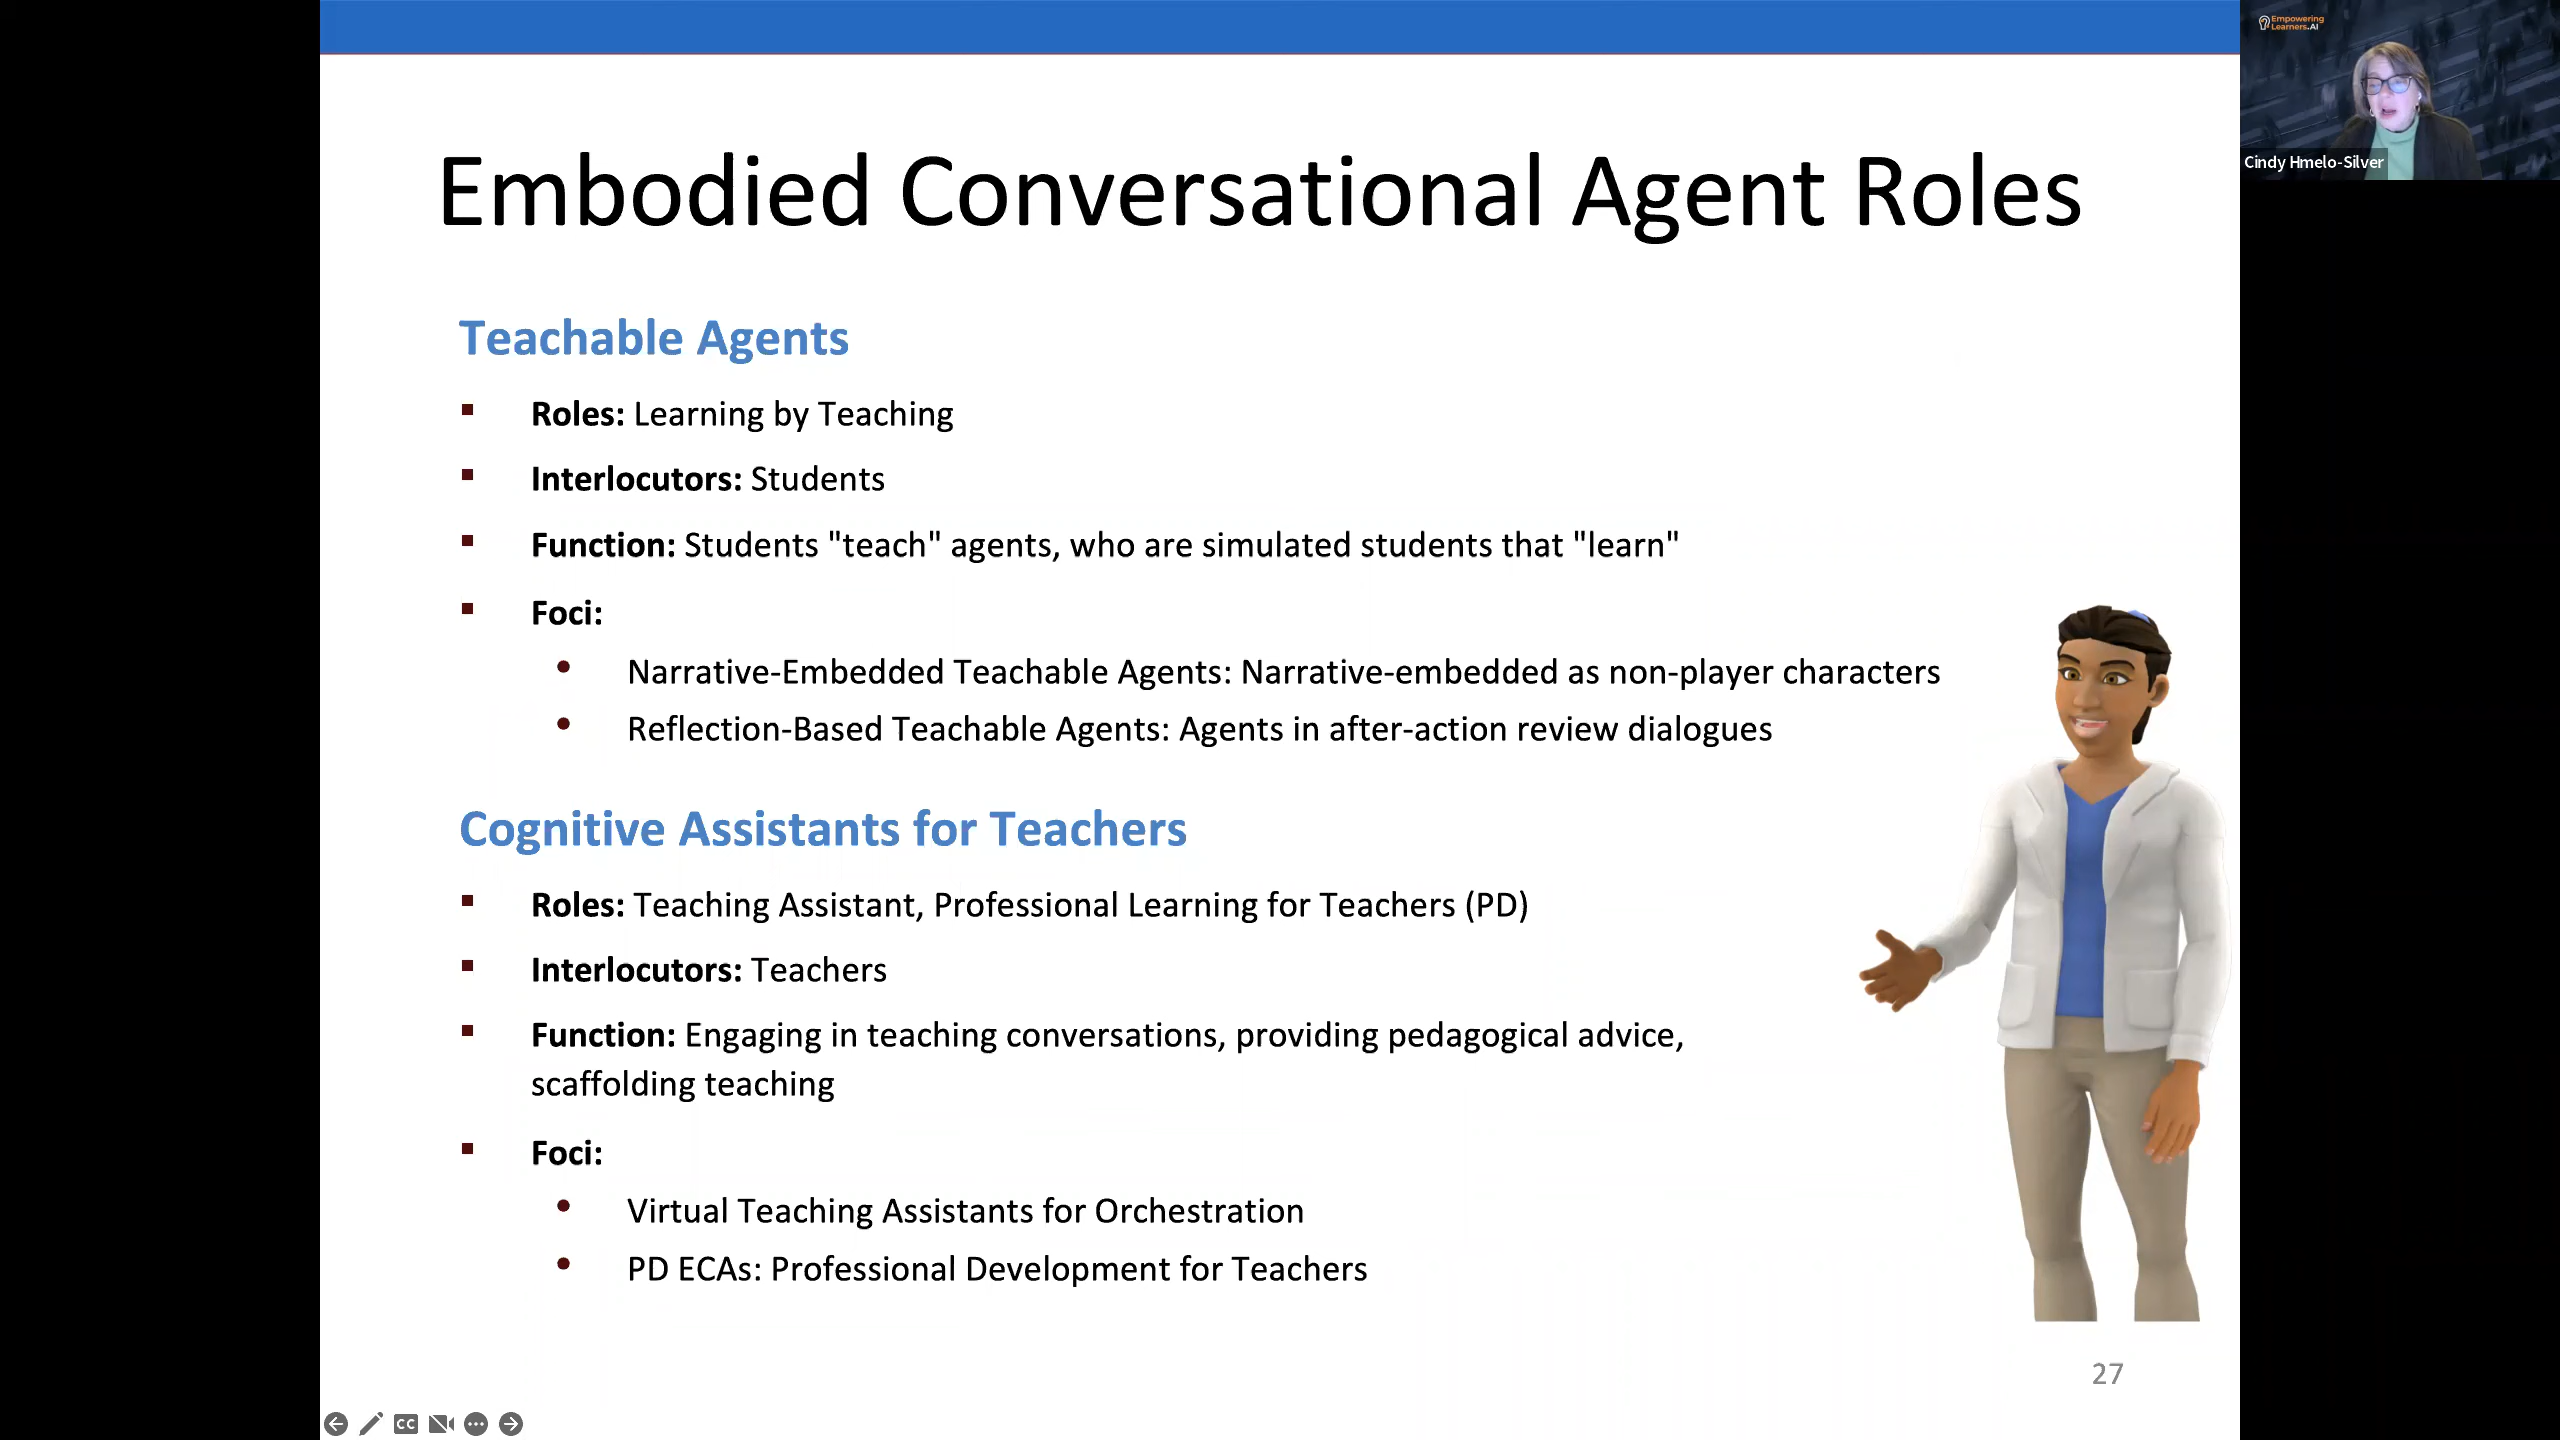 Empowering
Learners.AI
Cindy Hmelo-Silver
Embodied Conversational Agent Roles
Teachable Agents
▪ Roles: Learning by Teaching
▪ Interlocutors: Students
▪ Function: Students "teach" agents, who are simulated students that "learn"
▪ Foci:
• Narrative-Embedded Teachable Agents: Narrative-embedded as non-player characters
• Reflection-Based Teachable Agents: Agents in after-action review dialogues
Cognitive Assistants for Teachers
▪ Roles: Teaching Assistant, Professional Learning for Teachers (PD)
▪ Interlocutors: Teachers
▪ Function: Engaging in teaching conversations, providing pedagogical advice,
scaffolding teaching
▪ Foci:
• Virtual Teaching Assistants for Orchestration
• PD ECAs: Professional Development for Teachers
27
CC